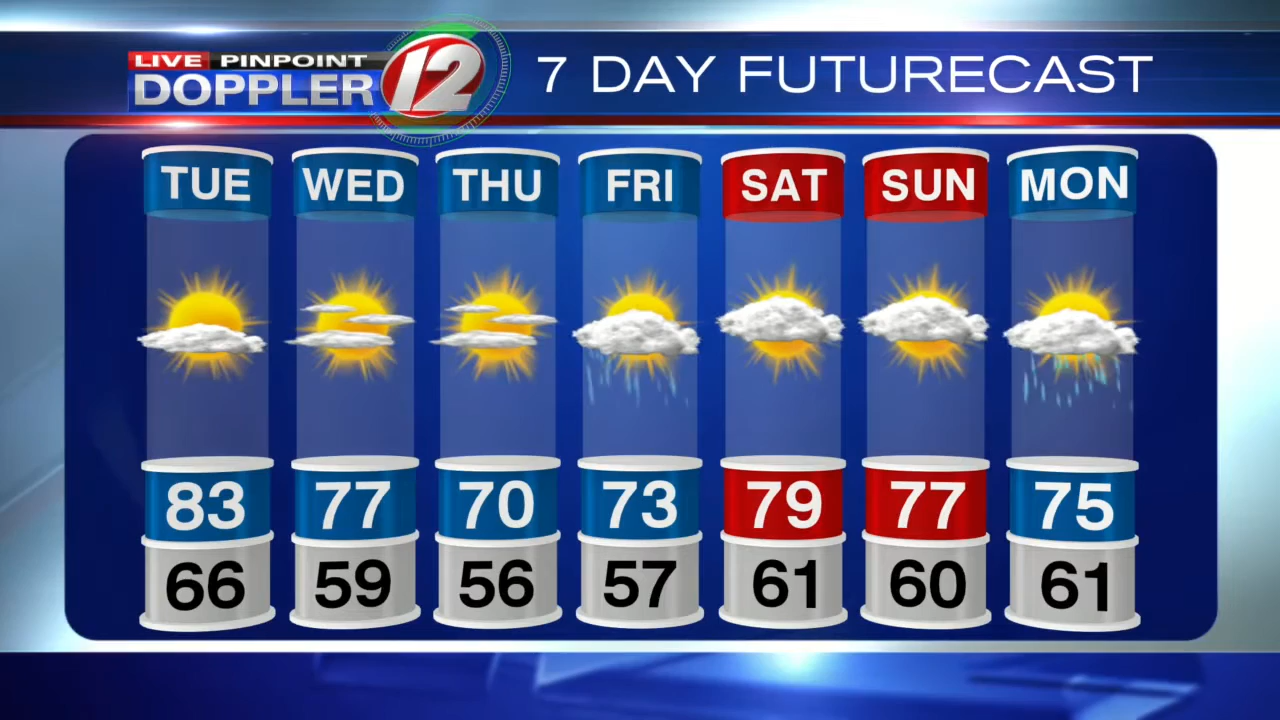 LIVE PINPOINT
DOPPLER 12
7 DAY FUTURECAST
TUE WED THU FRI SAT SUN MON
83 77 70 73 79 77 75
66 59 56 57 61 60 61